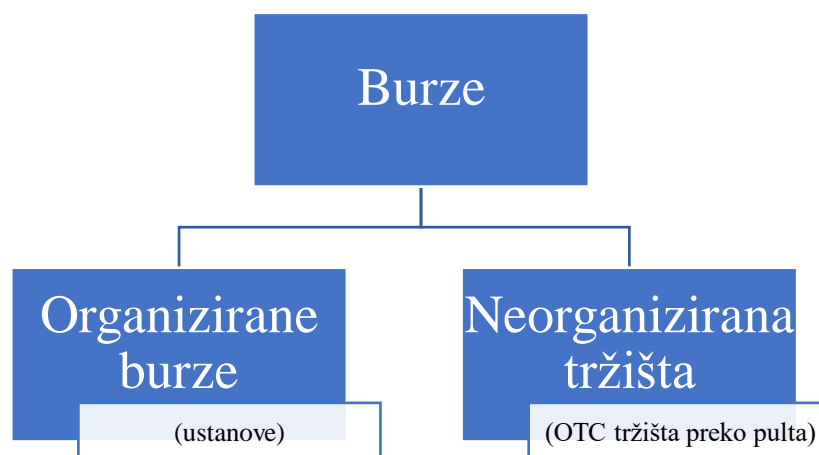 Burze
Organizirane
burze
(ustanove)
Neorganizirana
tržišta
(OTC tržišta preko pulta)